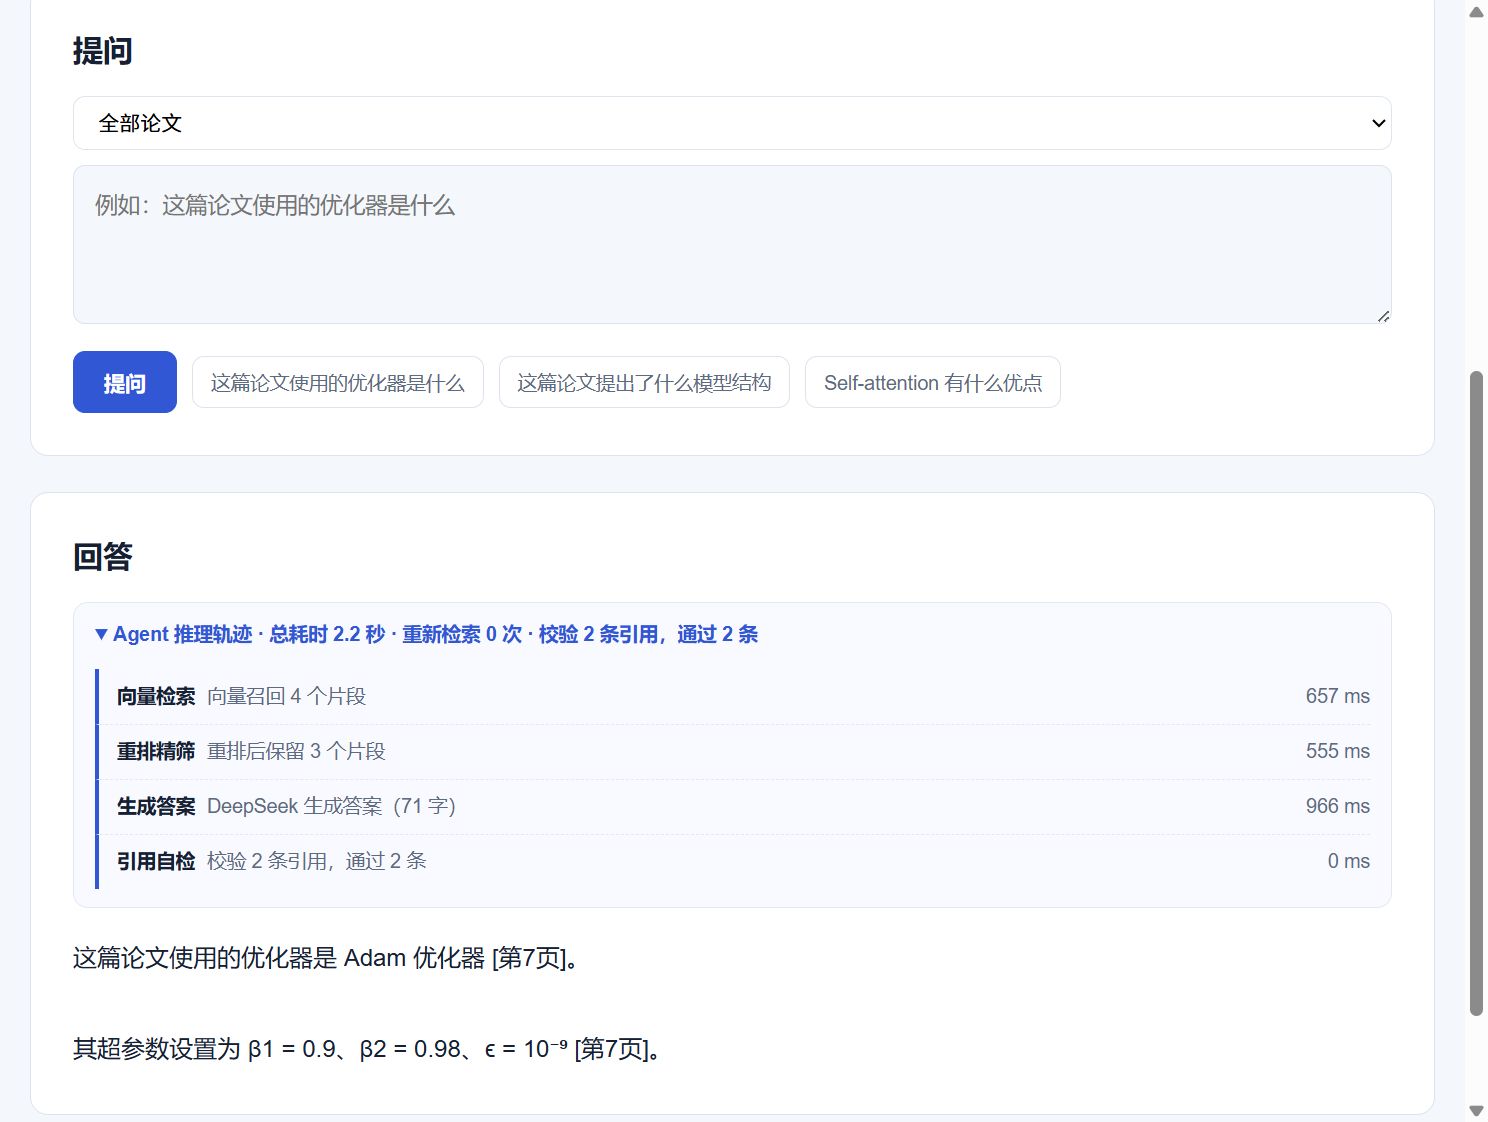 提问
全部论文
例如：这篇论文使用的优化器是什么
提问
这篇论文使用的优化器是什么
这篇论文提出了什么模型结构
Self-attention 有什么优点
回答
▼ Agent 推理轨迹 · 总耗时 2.2 秒 · 重新检索 0 次 · 校验 2 条引用，通过 2 条
向量检索 向量召回 4 个片段 657 ms
重排精筛 重排后保留 3 个片段 555 ms
生成答案 DeepSeek 生成答案（71 字） 966 ms
引用自检 校验 2 条引用，通过 2 条 0 ms
这篇论文使用的优化器是 Adam 优化器 [第7页]。
其超参数设置为 β1 = 0.9、β2 = 0.98、ϵ = 10⁻⁹ [第7页]。